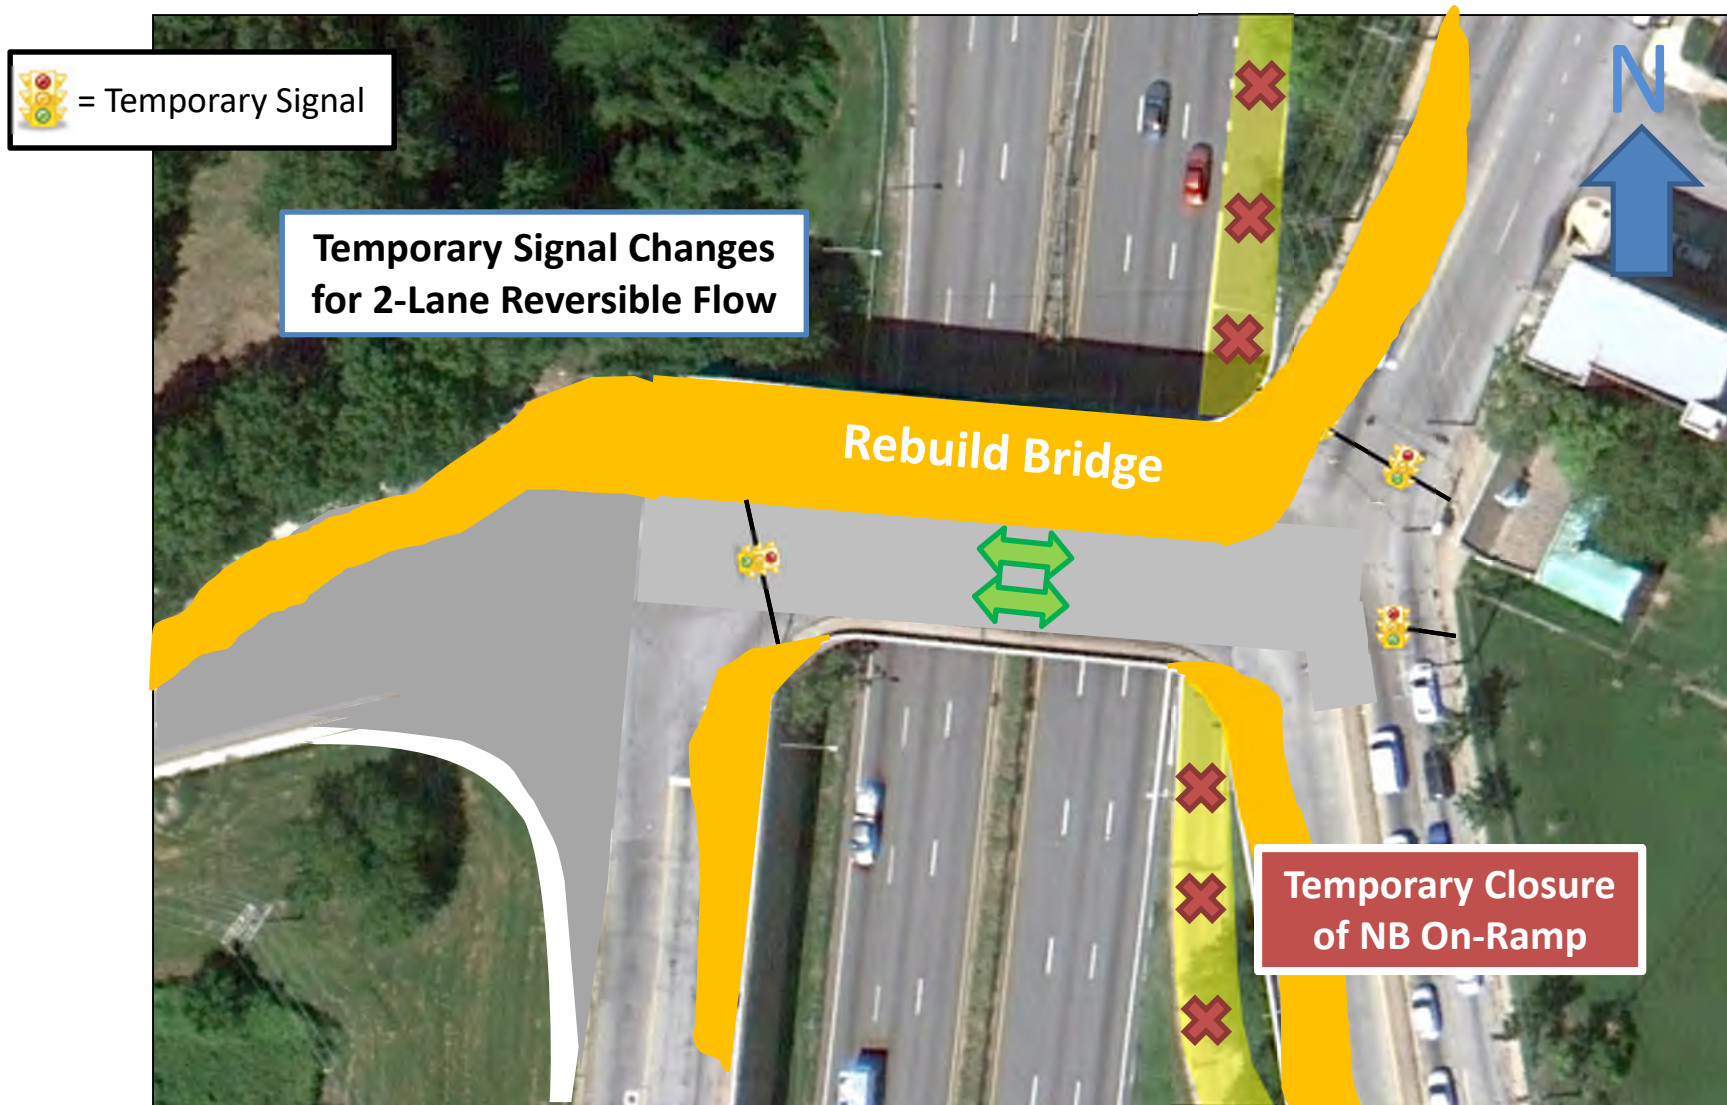 = Temporary Signal
N
Temporary Signal Changes
for 2-Lane Reversible Flow
Rebuild Bridge
Temporary Closure
of NB On-Ramp